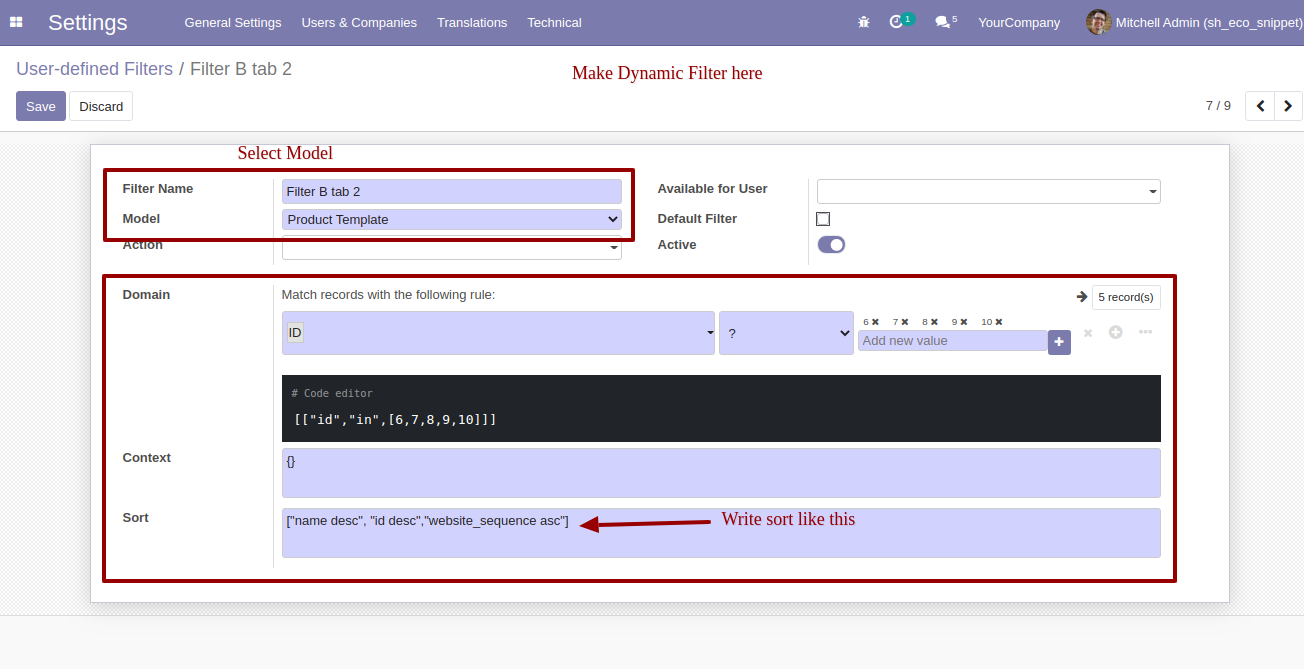 Settings General Settings Users & Companies Translations Technical 1 5 YourCompany Mitchell Admin (sh_eco_snippet)
User-defined Filters / Filter B tab 2
Make Dynamic Filter here
Save Discard 7 / 9
Select Model
Filter Name Filter B tab 2 Available for User
Model Product Template Default Filter
Action Active
Domain Match records with the following rule: 5 record(s)
6 ✖ 7 ✖ 8 ✖ 9 ✖ 10 ✖
ID ? Add new value +
# Code editor
[["id","in",[6,7,8,9,10]]]
Context {}
Sort ["name desc", "id desc","website_sequence asc"] Write sort like this